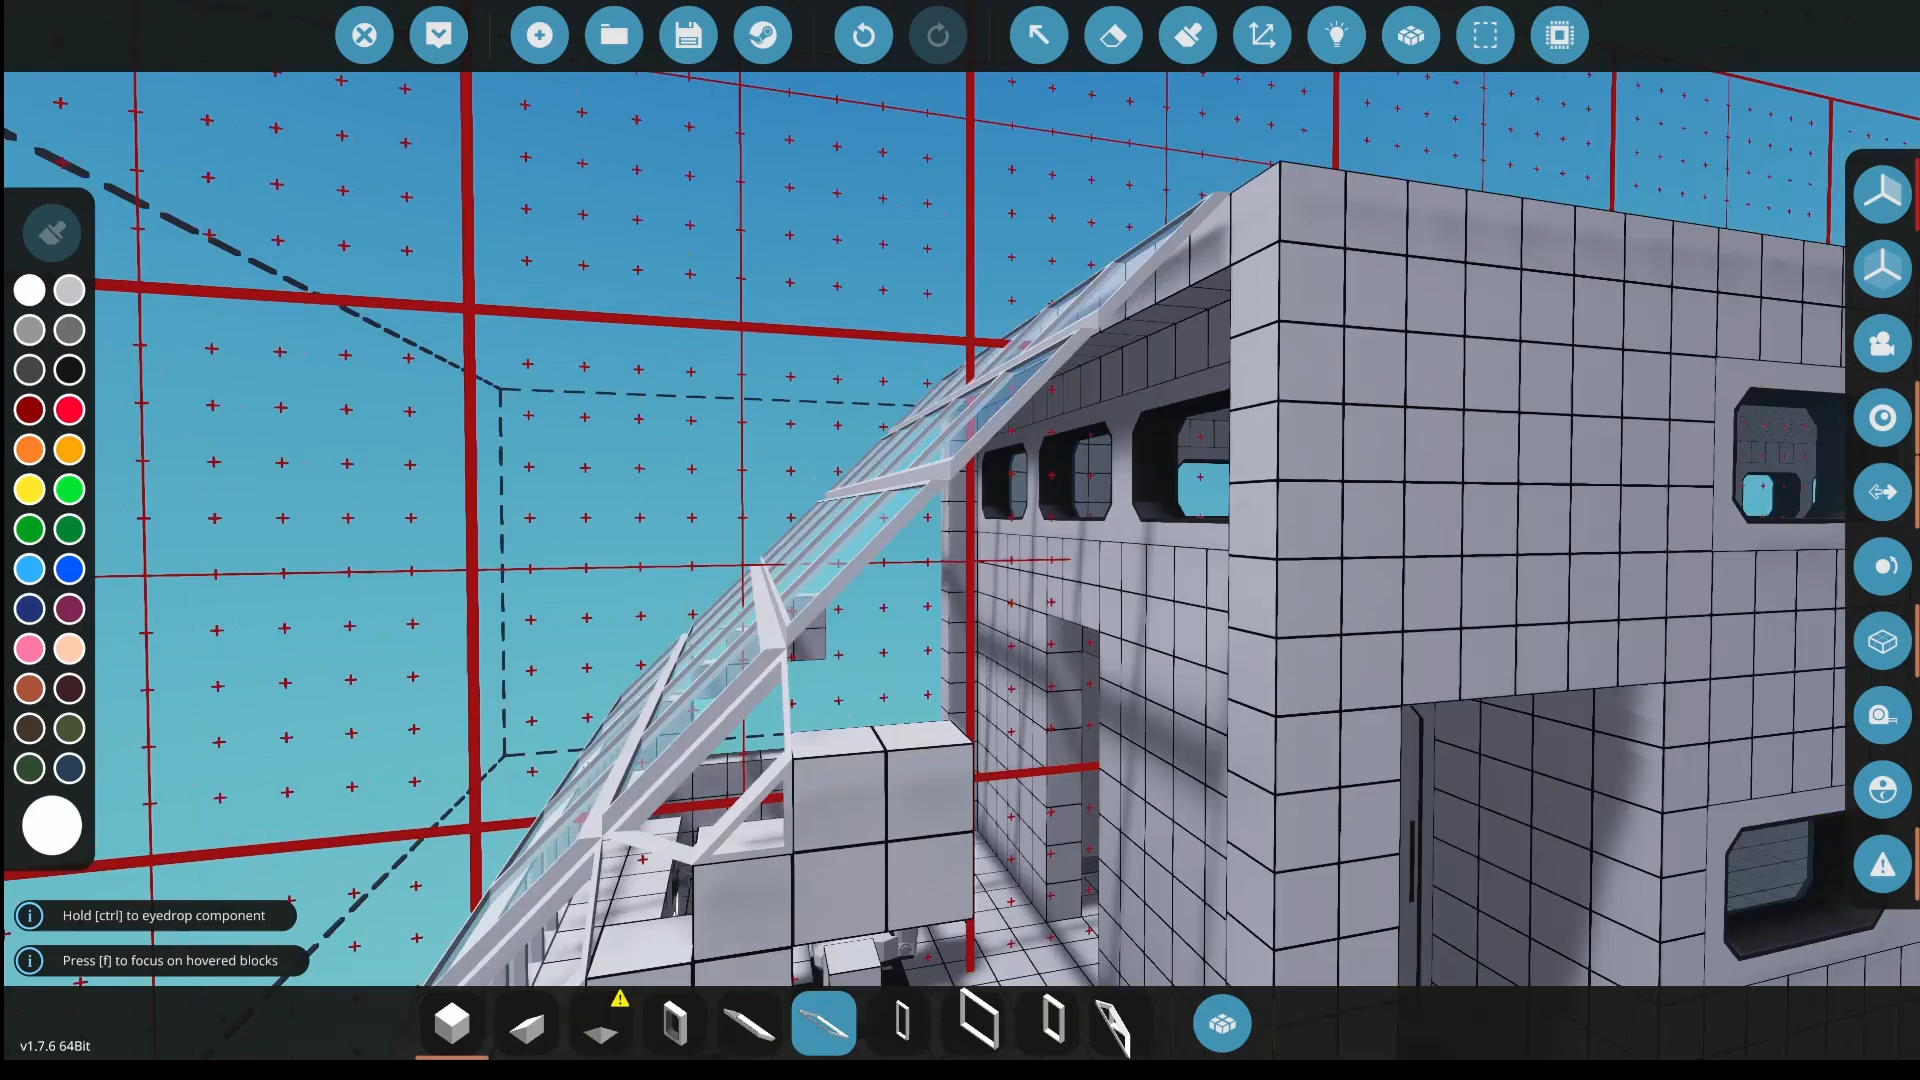 Hold [ctrl] to eyedrop component
Press [f] to focus on hovered blocks
v1.7.6 64Bit